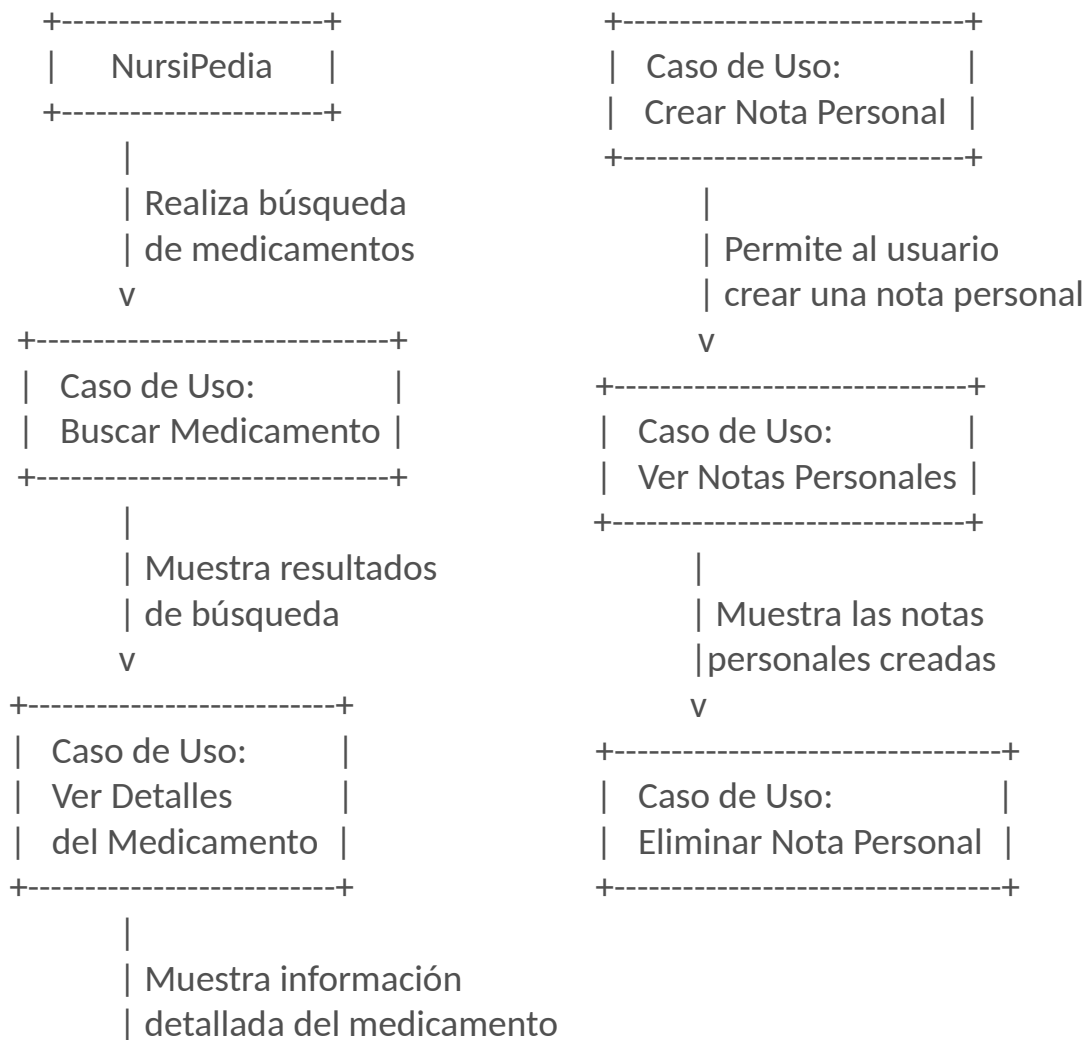 +-----------------------+
|      NursiPedia      |
+-----------------------+
|
| Realiza búsqueda
| de medicamentos
v
+-------------------------------+
|   Caso de Uso:               |
|   Buscar Medicamento |
+-------------------------------+
|
| Muestra resultados
| de búsqueda
v
+---------------------------+
|   Caso de Uso:          |
|   Ver Detalles            |
|   del Medicamento  |
+---------------------------+
|
| Muestra información
| detallada del medicamento
+------------------------------+
|   Caso de Uso:              |
|   Crear Nota Personal  |
+------------------------------+
|
| Permite al usuario
| crear una nota personal
v
+-------------------------------+
|   Caso de Uso:               |
|   Ver Notas Personales |
+-------------------------------+
|
| Muestra las notas
|personales creadas
v
+-----------------------------------+
|   Caso de Uso:                  |
|   Eliminar Nota Personal  |
+-----------------------------------+